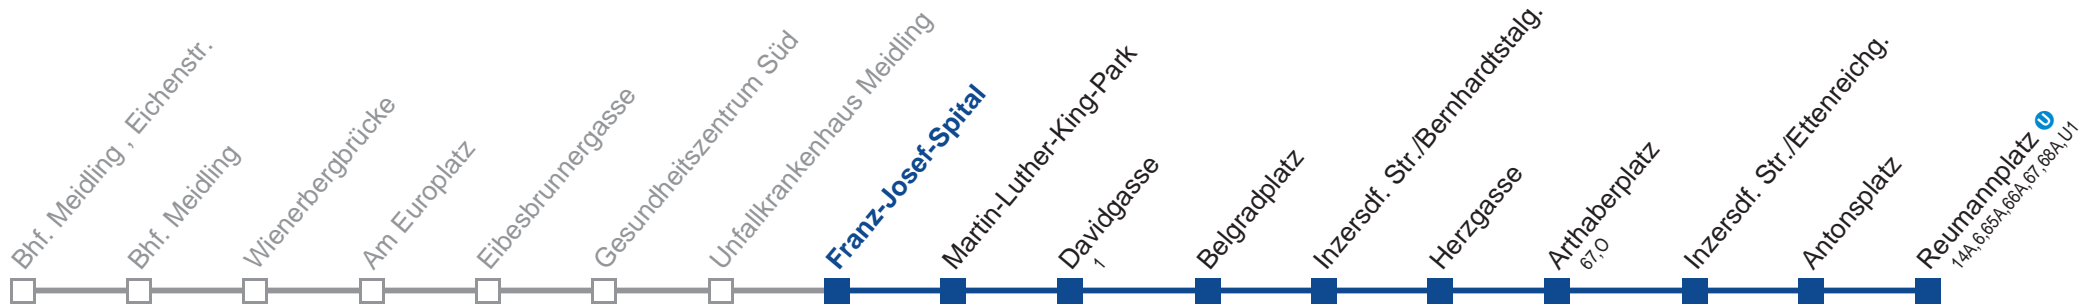 Bhf. Meidling , Eichenstr.
Bhf. Meidling
Wienerbergbrücke
Am Europlatz
Eibesbrunnergasse
Gesundheitszentrum Süd
Unfallkrankenhaus Meidling
Franz-Josef-Spital
Martin-Luther-King-Park
Davidgasse
1
Belgradplatz
Inzersdf. Str./Bernhardtstalg.
Herzgasse
Arthaberplatz
67,O
Inzersdf. Str./Ettenreichg.
Antonsplatz
Reumannplatz U
14A,6,65A,66A,67,68A,U1